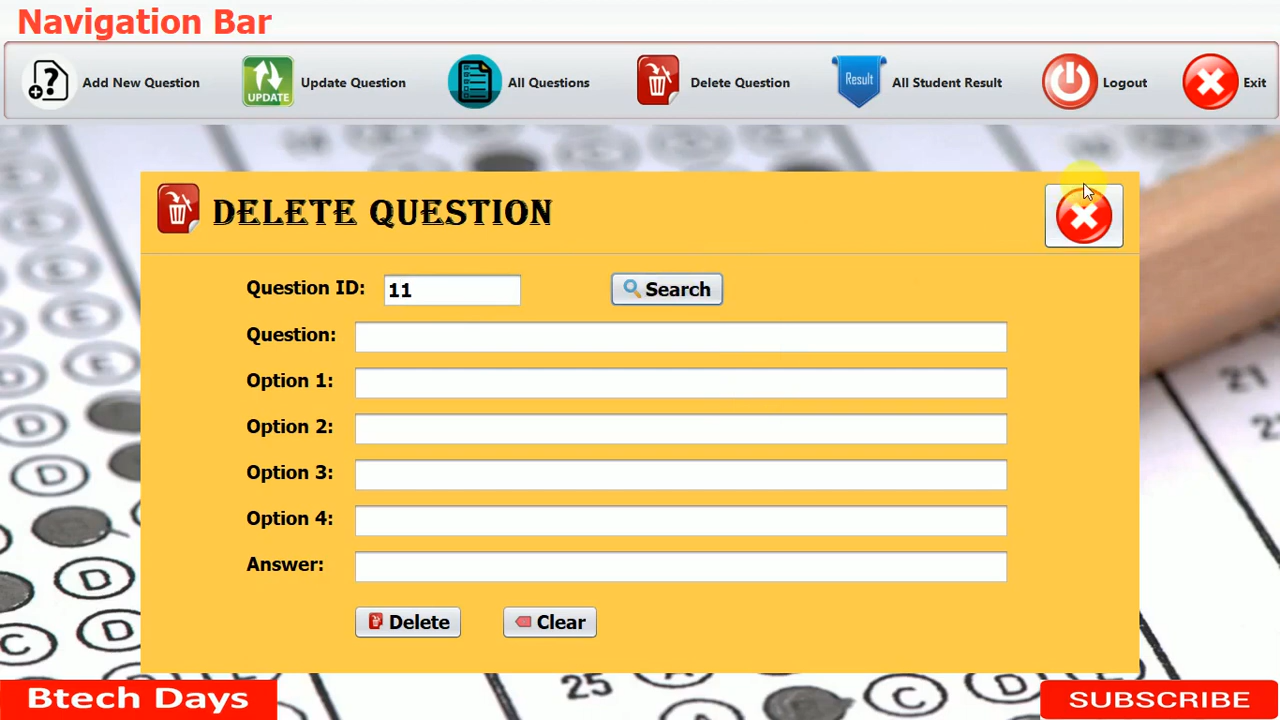 Navigation Bar
Add New Question
UPDATE
Update Question
All Questions
Delete Question
Result
All Student Result
Logout
Exit
DELETE QUESTION
Question ID: 11
Search
Question:
Option 1:
Option 2:
Option 3:
Option 4:
Answer:
Delete
Clear
21
D
D
D
C
D
C
25
C
D
C
Btech Days
SUBSCRIBE